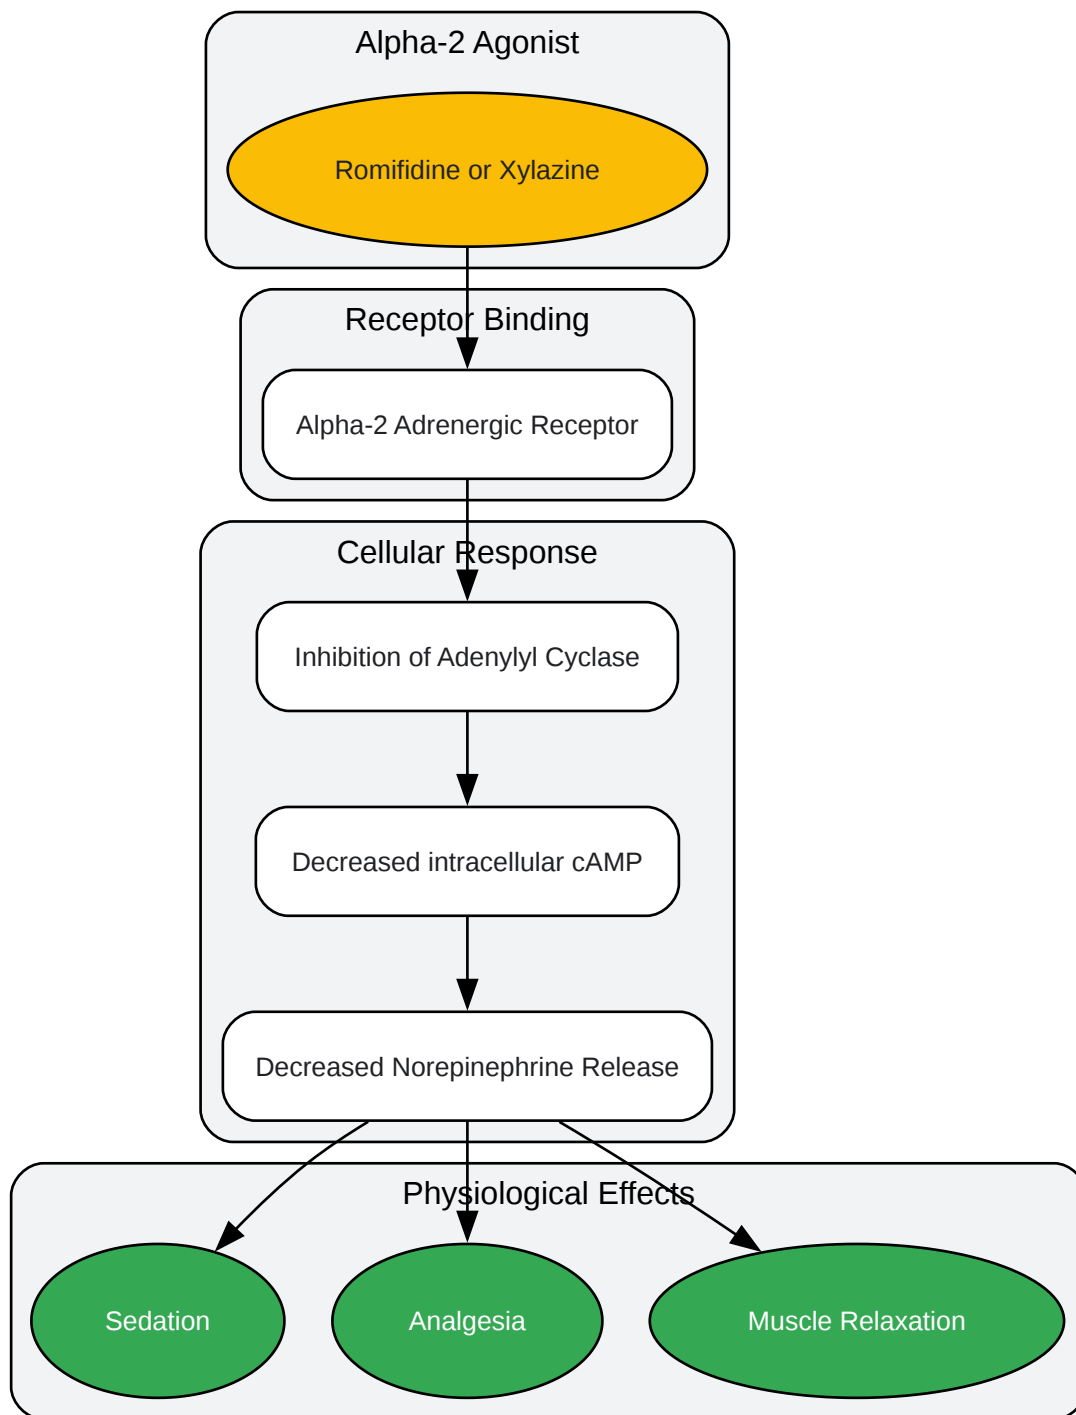 Alpha-2 Agonist
Romifidine or Xylazine
Receptor Binding
Alpha-2 Adrenergic Receptor
Cellular Response
Inhibition of Adenylyl Cyclase
Decreased intracellular cAMP
Decreased Norepinephrine Release
Physiological Effects
Sedation
Analgesia
Muscle Relaxation